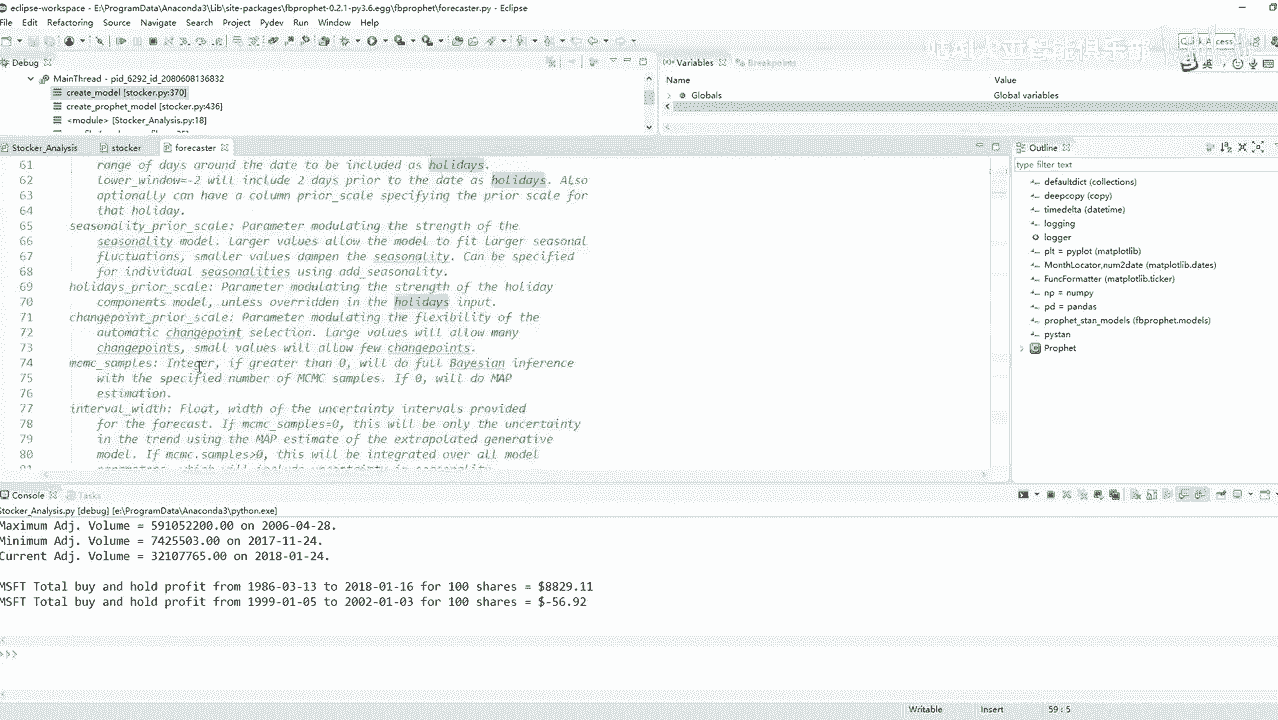 eclipse-workspace - E:\ProgramData\Anaconda3\Lib\site-packages\fbprophet-0.2.1-py3.6.egg\fbprophet\forecaster.py - Eclipse
File Edit Refactoring Source Navigate Search Project Pydev Run Window Help
Debug
MainThread - pid_6292_id_2080608136832
create_model [stocker.py:370]
create_prophet_model [stocker.py:436]
<module> [Stocker_Analysis.py:18]
Variables Breakpoints
Name Value
Globals Global variables
Stocker_Analysis stocker forecaster
61 range of days around the date to be included as holidays.
62 lower_window=-2 will include 2 days prior to the date as holidays. Also
63 optionally can have a column prior_scale specifying the prior scale for
64 that holiday.
65 seasonality_prior_scale: Parameter modulating the strength of the
66 seasonality model. Larger values allow the model to fit larger seasonal
67 fluctuations, smaller values dampen the seasonality. Can be specified
68 for individual seasonalities using add_seasonality.
69 holidays_prior_scale: Parameter modulating the strength of the holiday
70 components model, unless overridden in the holidays input.
71 changepoint_prior_scale: Parameter modulating the flexibility of the
72 automatic changepoint selection. Large values will allow many
73 changepoints, small values will allow few changepoints.
74 mcmc_samples: Integer, if greater than 0, will do full Bayesian inference
75 with the specified number of MCMC samples. If 0, will do MAP
76 estimation.
77 interval_width: Float, width of the uncertainty intervals provided
78 for the forecast. If mcmc_samples=0, this will be only the uncertainty
79 in the trend using the MAP estimate of the extrapolated generative
80 model. If mcmc.samples>0, this will be integrated over all model
Outline
type filter text
defaultdict (collections)
deepcopy (copy)
timedelta (datetime)
logging
logger
plt = pyplot (matplotlib)
MonthLocator,num2date (matplotlib.dates)
FuncFormatter (matplotlib.ticker)
np = numpy
pd = pandas
prophet_stan_models (fbprophet.models)
pystan
Prophet
Console Tasks
Stocker_Analysis.py [debug] [e:\ProgramData\Anaconda3\python.exe]
Maximum Adj. Volume = 591052200.00 on 2006-04-28.
Minimum Adj. Volume = 7425503.00 on 2017-11-24.
Current Adj. Volume = 32107765.00 on 2018-01-24.
MSFT Total buy and hold profit from 1986-03-13 to 2018-01-16 for 100 shares = $8829.11
MSFT Total buy and hold profit from 1999-01-05 to 2002-01-03 for 100 shares = $-56.92
>>>
Writable Insert 59 : 5